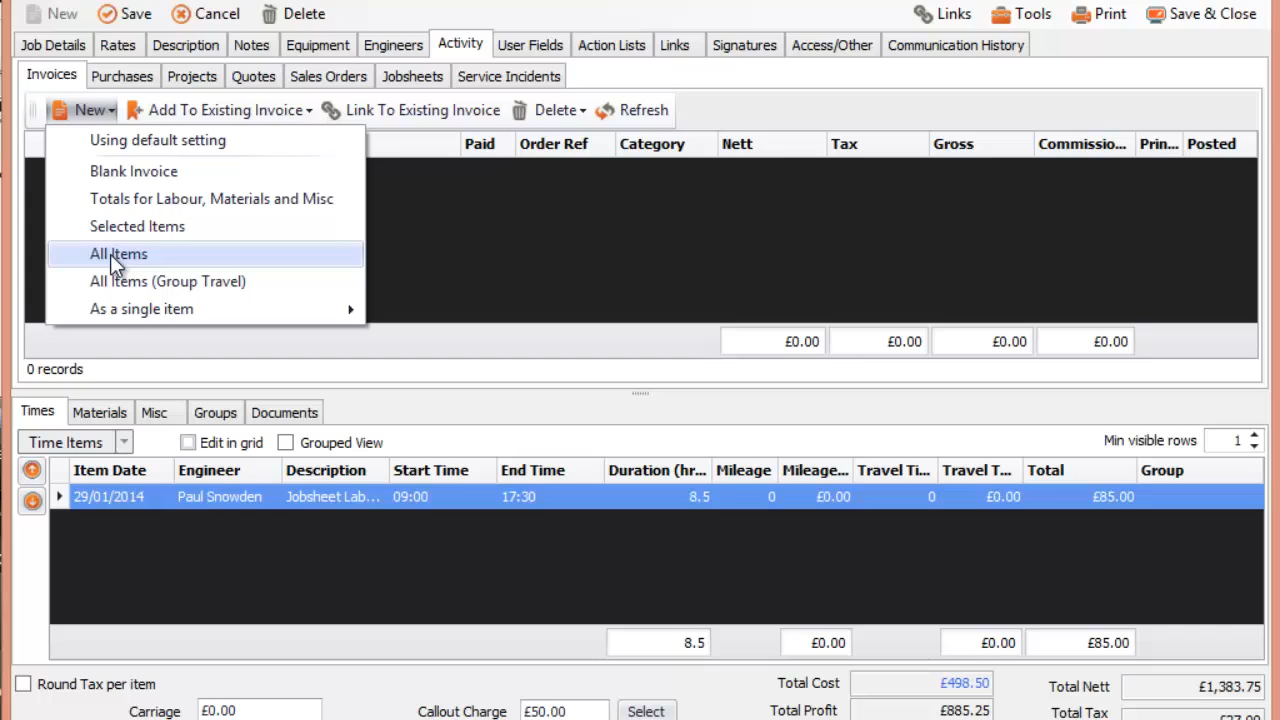 New Save Cancel Delete Links Tools Print Save & Close
Job Details Rates Description Notes Equipment Engineers Activity User Fields Action Lists Links Signatures Access/Other Communication History
Invoices Purchases Projects Quotes Sales Orders Jobsheets Service Incidents
New Add To Existing Invoice Link To Existing Invoice Delete Refresh
Paid Order Ref Category Nett Tax Gross Commissio... Prin... Posted
Using default setting
Blank Invoice
Totals for Labour, Materials and Misc
Selected Items
All Items
All Items (Group Travel)
As a single item
£0.00 £0.00 £0.00 £0.00
0 records
Times Materials Misc Groups Documents
Time Items Edit in grid Grouped View Min visible rows 1
Item Date Engineer Description Start Time End Time Duration (hr... Mileage Mileage... Travel Ti... Travel T... Total Group
29/01/2014 Paul Snowden Jobsheet Lab... 09:00 17:30 8.5 0 £0.00 0 £0.00 £85.00
8.5 £0.00 £0.00 £85.00
Round Tax per item Total Cost £498.50 Total Nett £1,383.75
Carriage £0.00 Callout Charge £50.00 Select Total Profit £885.25 Total Tax